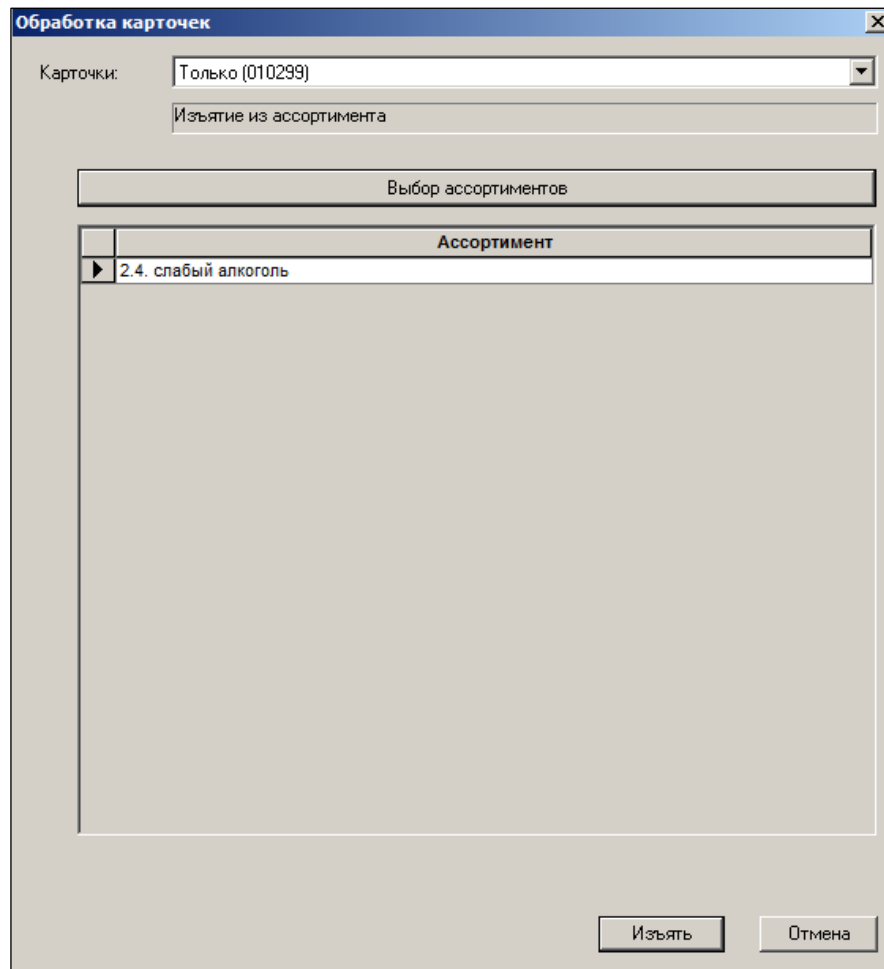 Обработка карточек
Карточки: Только (010299)
Изъятие из ассортимента
Выбор ассортиментов
Ассортимент
2.4. слабый алкоголь
Изъять Отмена